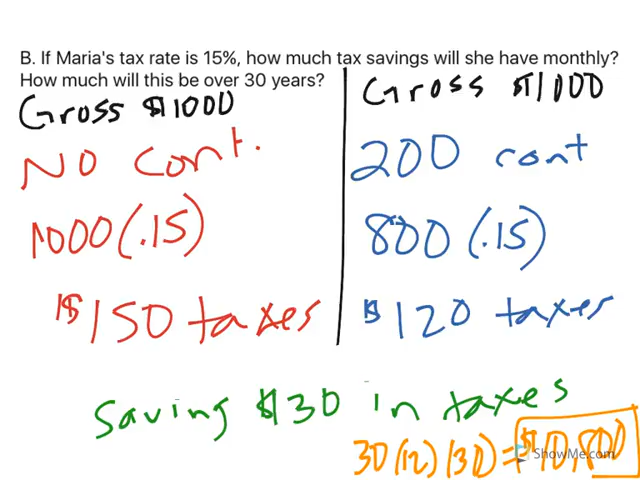 B. If Maria's tax rate is 15%, how much tax savings will she have monthly?
How much will this be over 30 years?
Gross $1000
No cont.
1000(.15)
$150 taxes
Gross $1000
200 cont
800 (.15)
$120 taxes
Saving $30 in taxes
30(12)(30) = $10,800
ShowMe.com